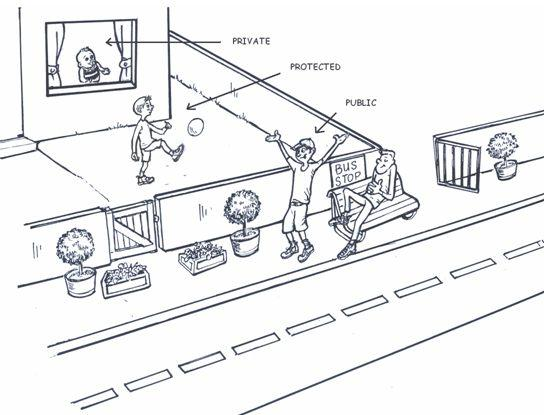 PRIVATE
PROTECTED
PUBLIC
BUS
STOP